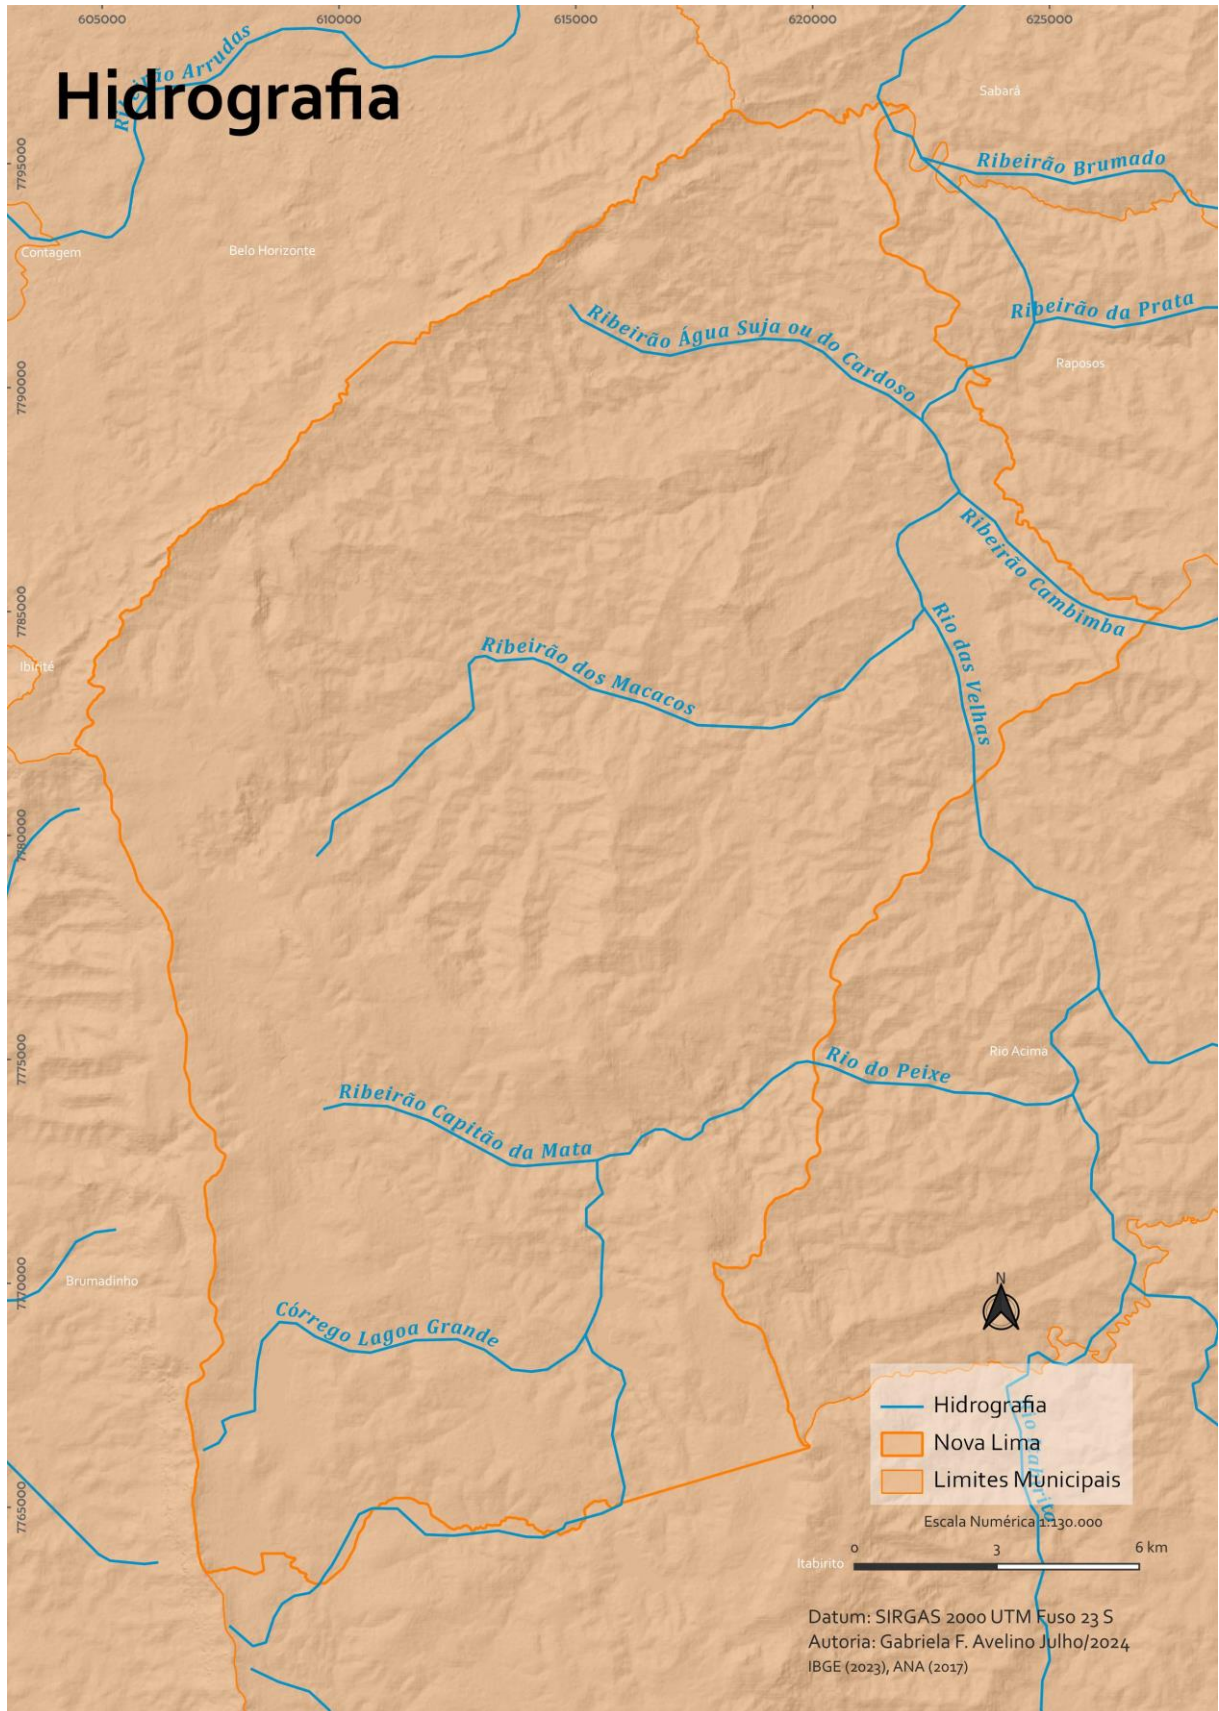 605000
610000
615000
620000
625000
Ribeirão Arrudas
Hidrografia
Sabará
7795000
Ribeirão Brumado
Contagem
Belo Horizonte
Ribeirão da Prata
Ribeirão Água Suja ou do Cardoso
Raposos
7790000
Ribeirão Cambimba
7785000
Rio das Velhas
Ribeirão dos Macacos
Ibirité
7780000
7775000
Rio Acima
Rio do Peixe
Ribeirão Capitão da Mata
7770000
Brumadinho
N
Córrego Lagoa Grande
Hidrografia
Nova Lima
Limites Municipais
Rio Itabirito
7765000
Escala Numérica 1:130.000
0 3 6 km
Itabirito
Datum: SIRGAS 2000 UTM Fuso 23 S
Autoria: Gabriela F. Avelino Julho/2024
IBGE (2023), ANA (2017)